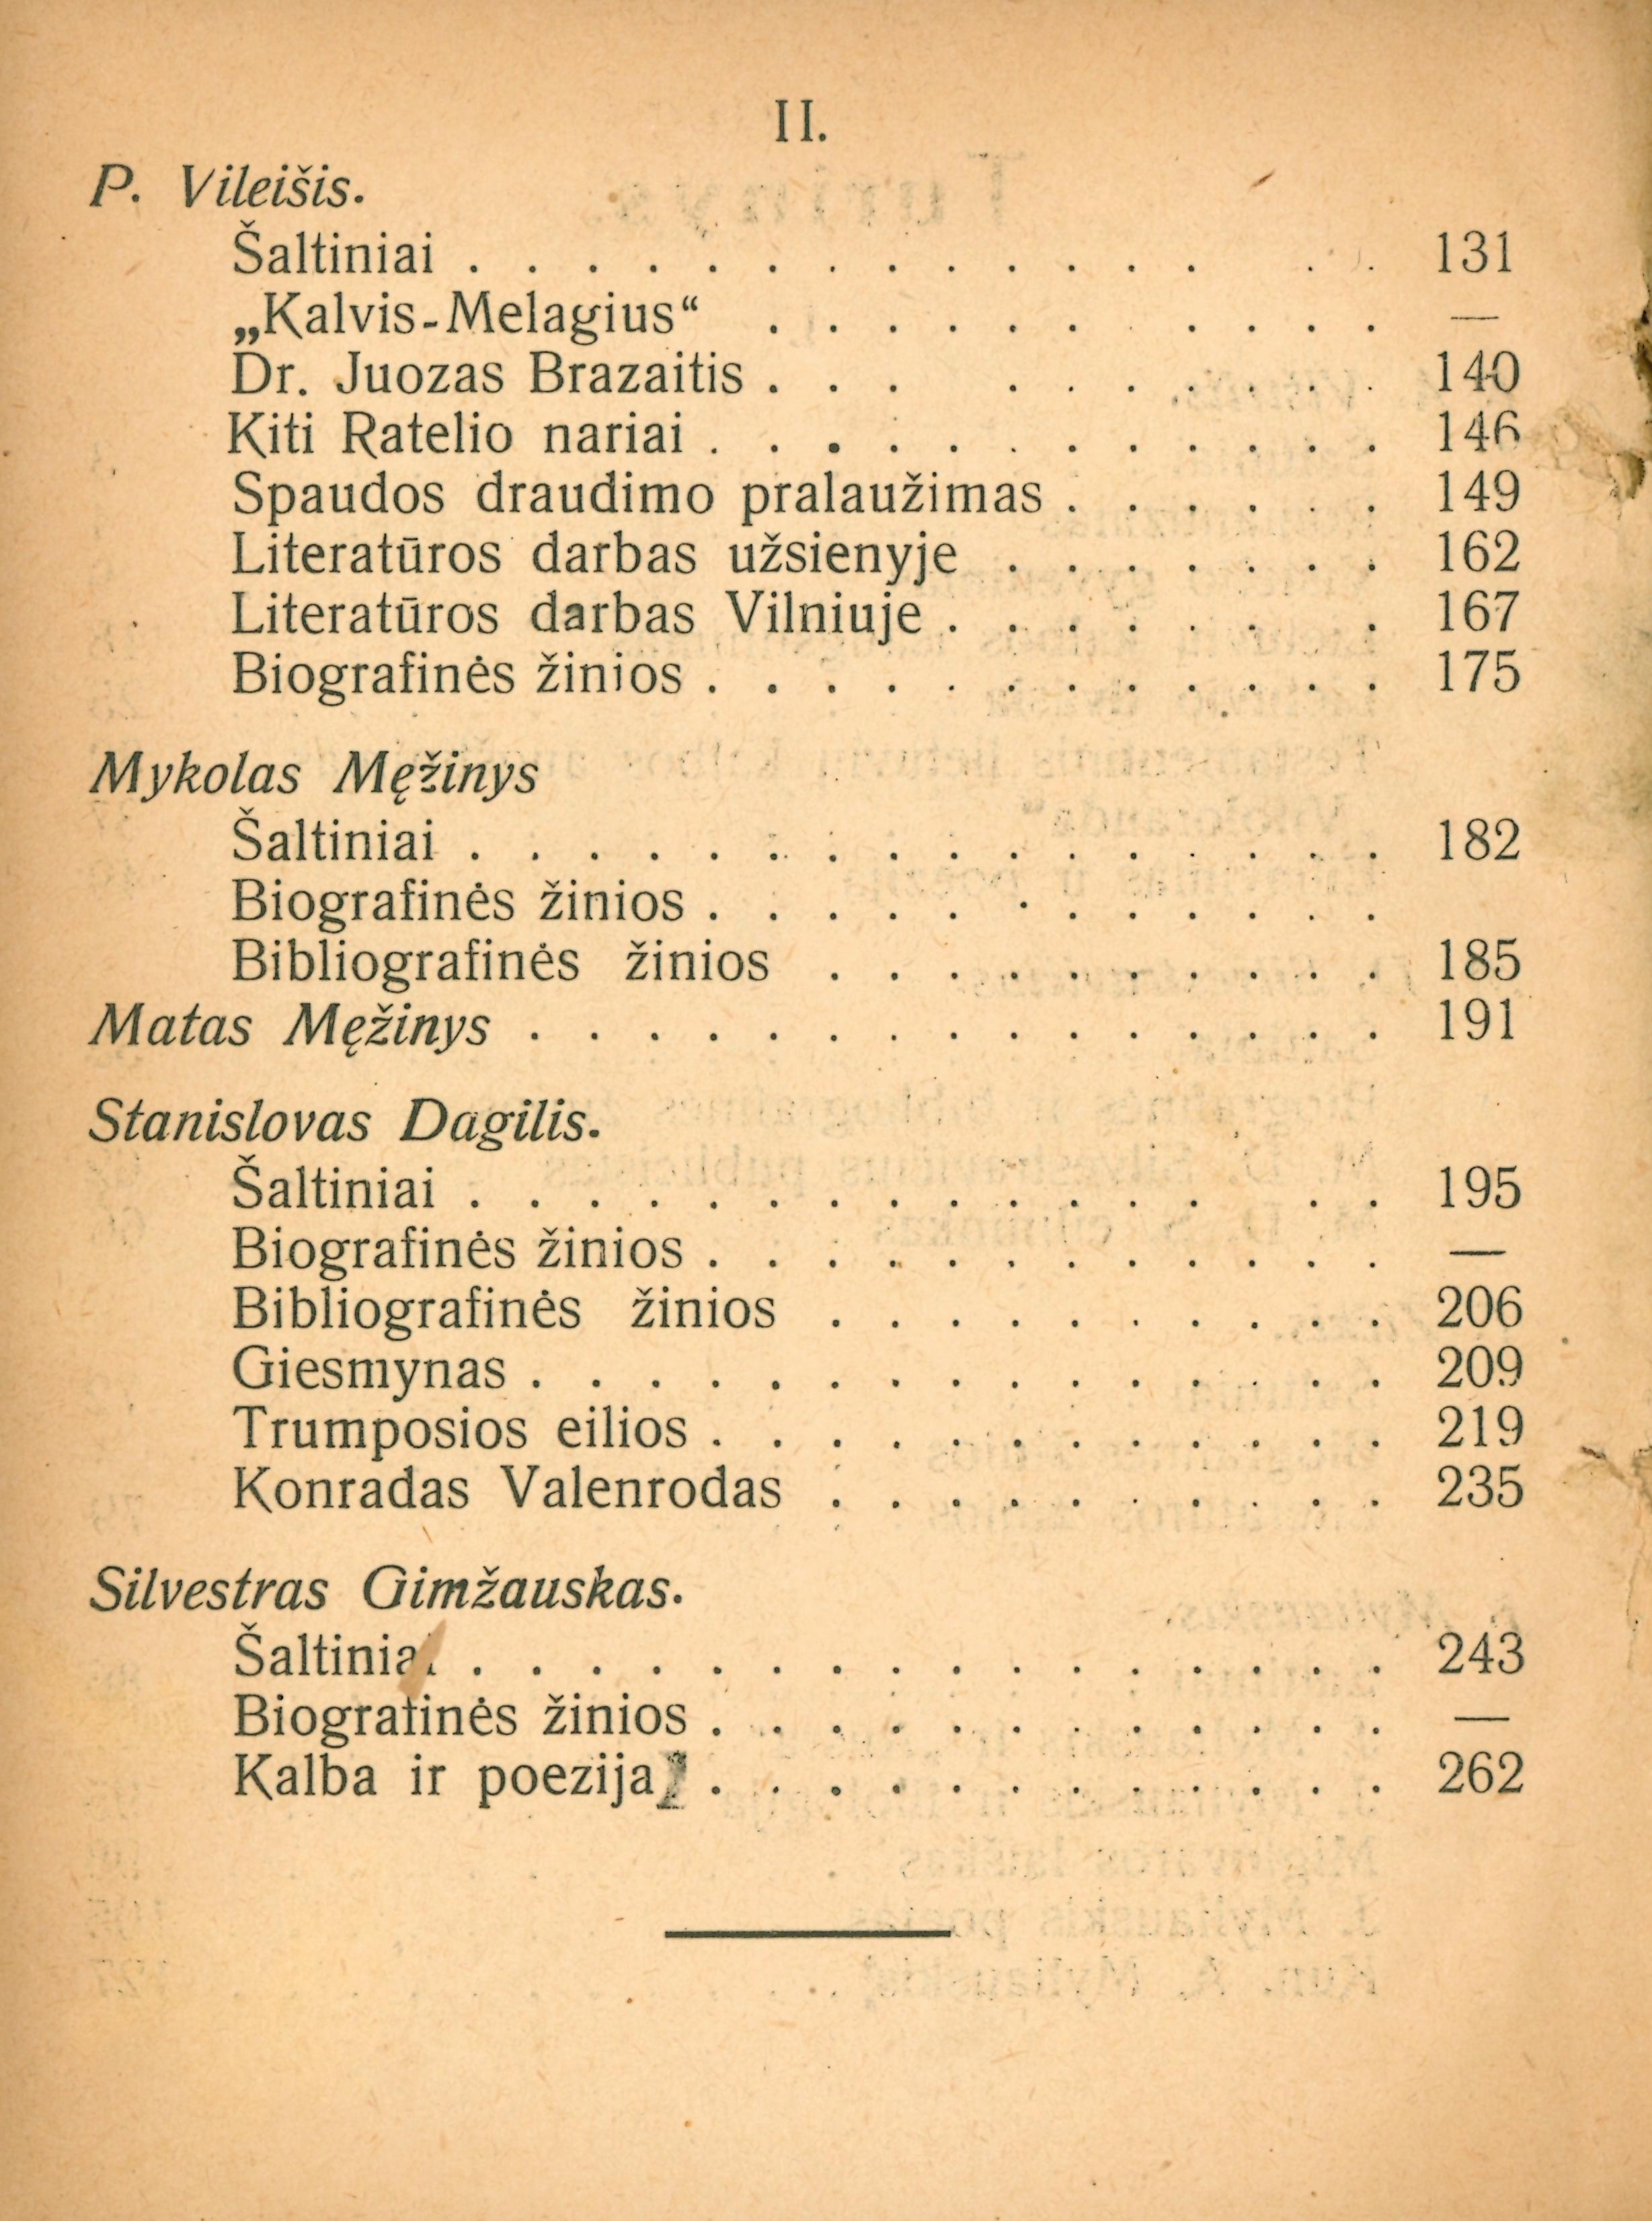 II.
P. Vileišis.
Šaltiniai . . . . . . . . . . . . . . . 131
„Kalvis-Melagius“ . . . . . . . . . . . —
Dr. Juozas Brazaitis . . . . . . . . . . 140
Kiti Ratelio nariai . . . . . . . . . . . . 146
Spaudos draudimo pralaužimas . . . . . . 149
Literatūros darbas užsienyje . . . . . . . 162
Literatūros darbas Vilniuje . . . . . . . 167
Biografinės žinios . . . . . . . . . . . . 175
Mykolas Męžinys
Šaltiniai . . . . . . . . . . . . . . . . 182
Biografinės žinios . . . . . . . . . . . .
Bibliografinės žinios . . . . . . . . . . 185
Matas Męžinys . . . . . . . . . . . . . . . 191
Stanislovas Dagilis.
Šaltiniai . . . . . . . . . . . . . . . 195
Biografinės žinios . . . . . . . . . . . . —
Bibliografinės žinios . . . . . . . . . . 206
Giesmynas . . . . . . . . . . . . . . . 209
Trumposios eilios . . . . . . . . . . . . 219
Konradas Valenrodas . . . . . . . . . . 235
Silvestras Gimžauskas.
Šaltiniai . . . . . . . . . . . . . . . . 243
Biografinės žinios . . . . . . . . . . . . —
Kalba ir poezija . . . . . . . . . . . . 262